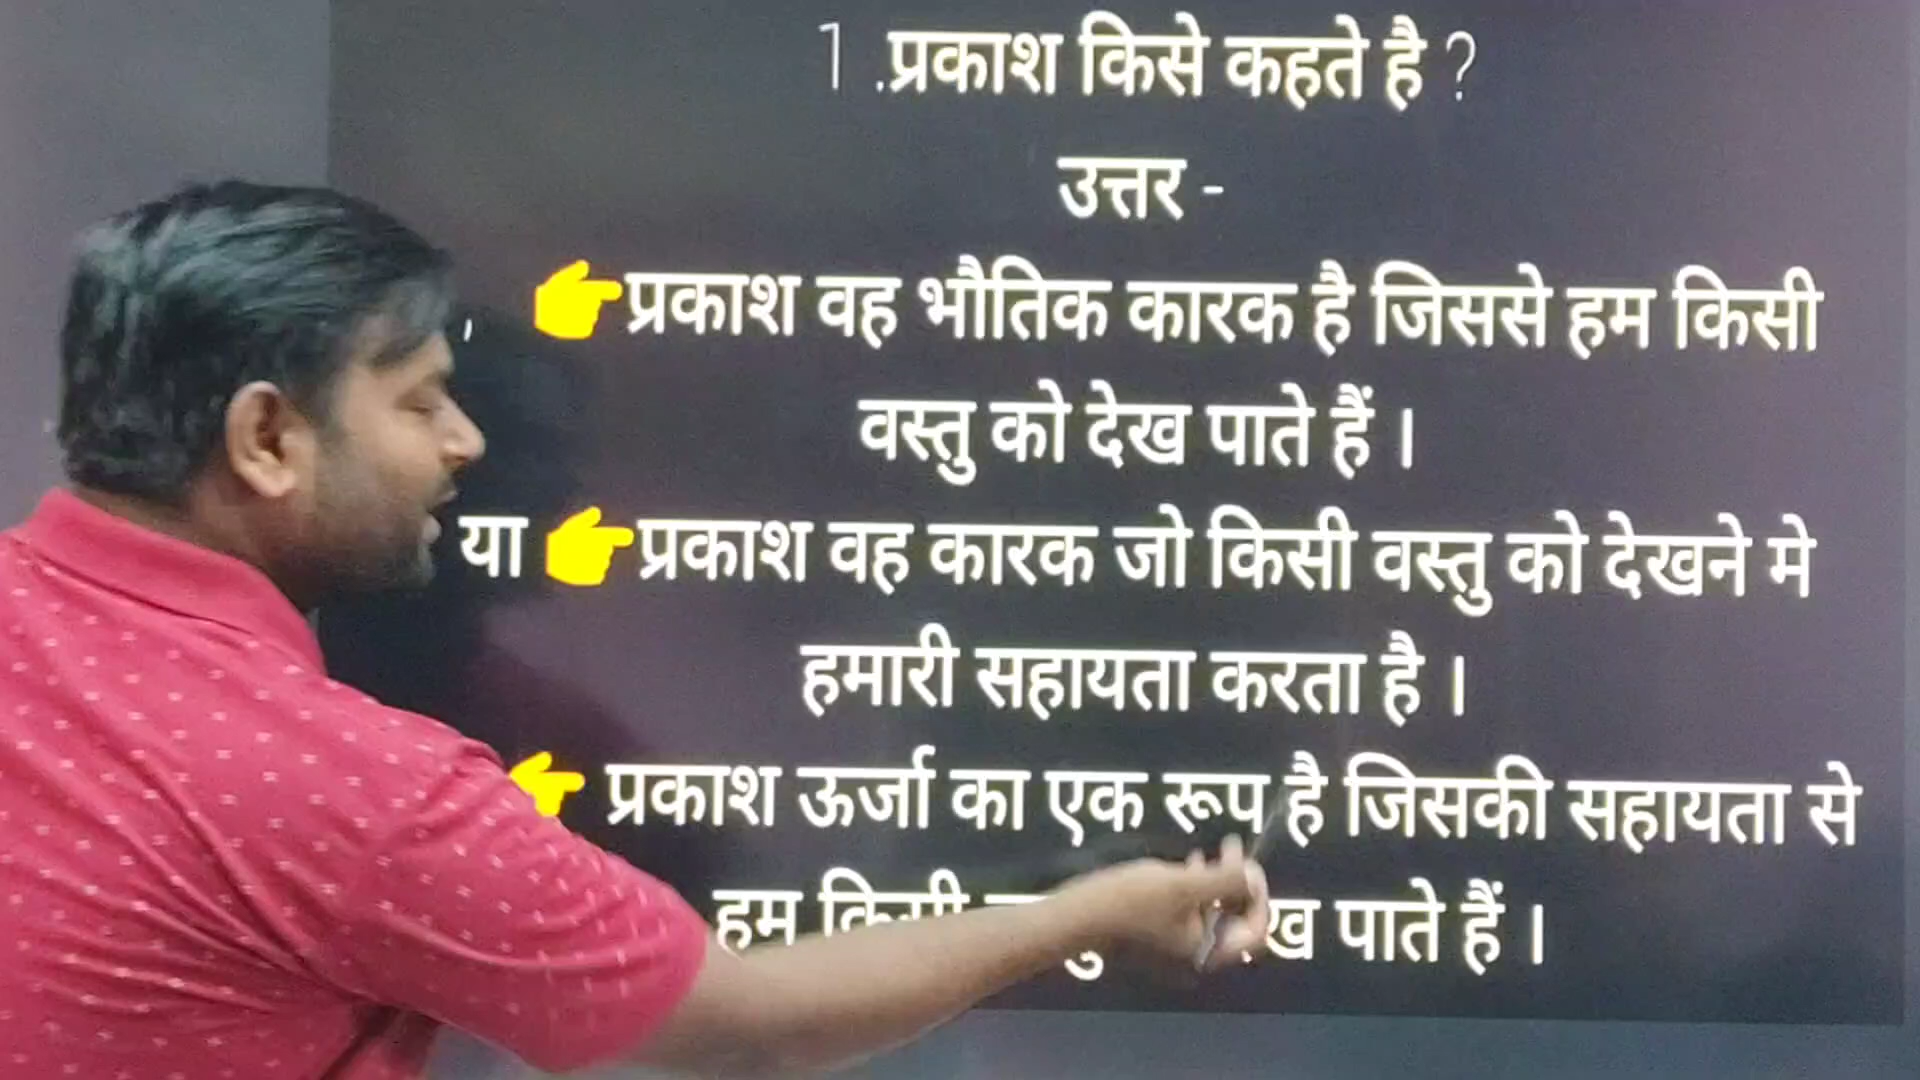 1 .प्रकाश किसे कहते है ?
उत्तर -
, 👉प्रकाश वह भौतिक कारक है जिससे हम किसी
वस्तु को देख पाते हैं ।
या 👉प्रकाश वह कारक जो किसी वस्तु को देखने मे
हमारी सहायता करता है ।
👉 प्रकाश ऊर्जा का एक रूप है जिसकी सहायता से
हम किसी पाते हैं ।